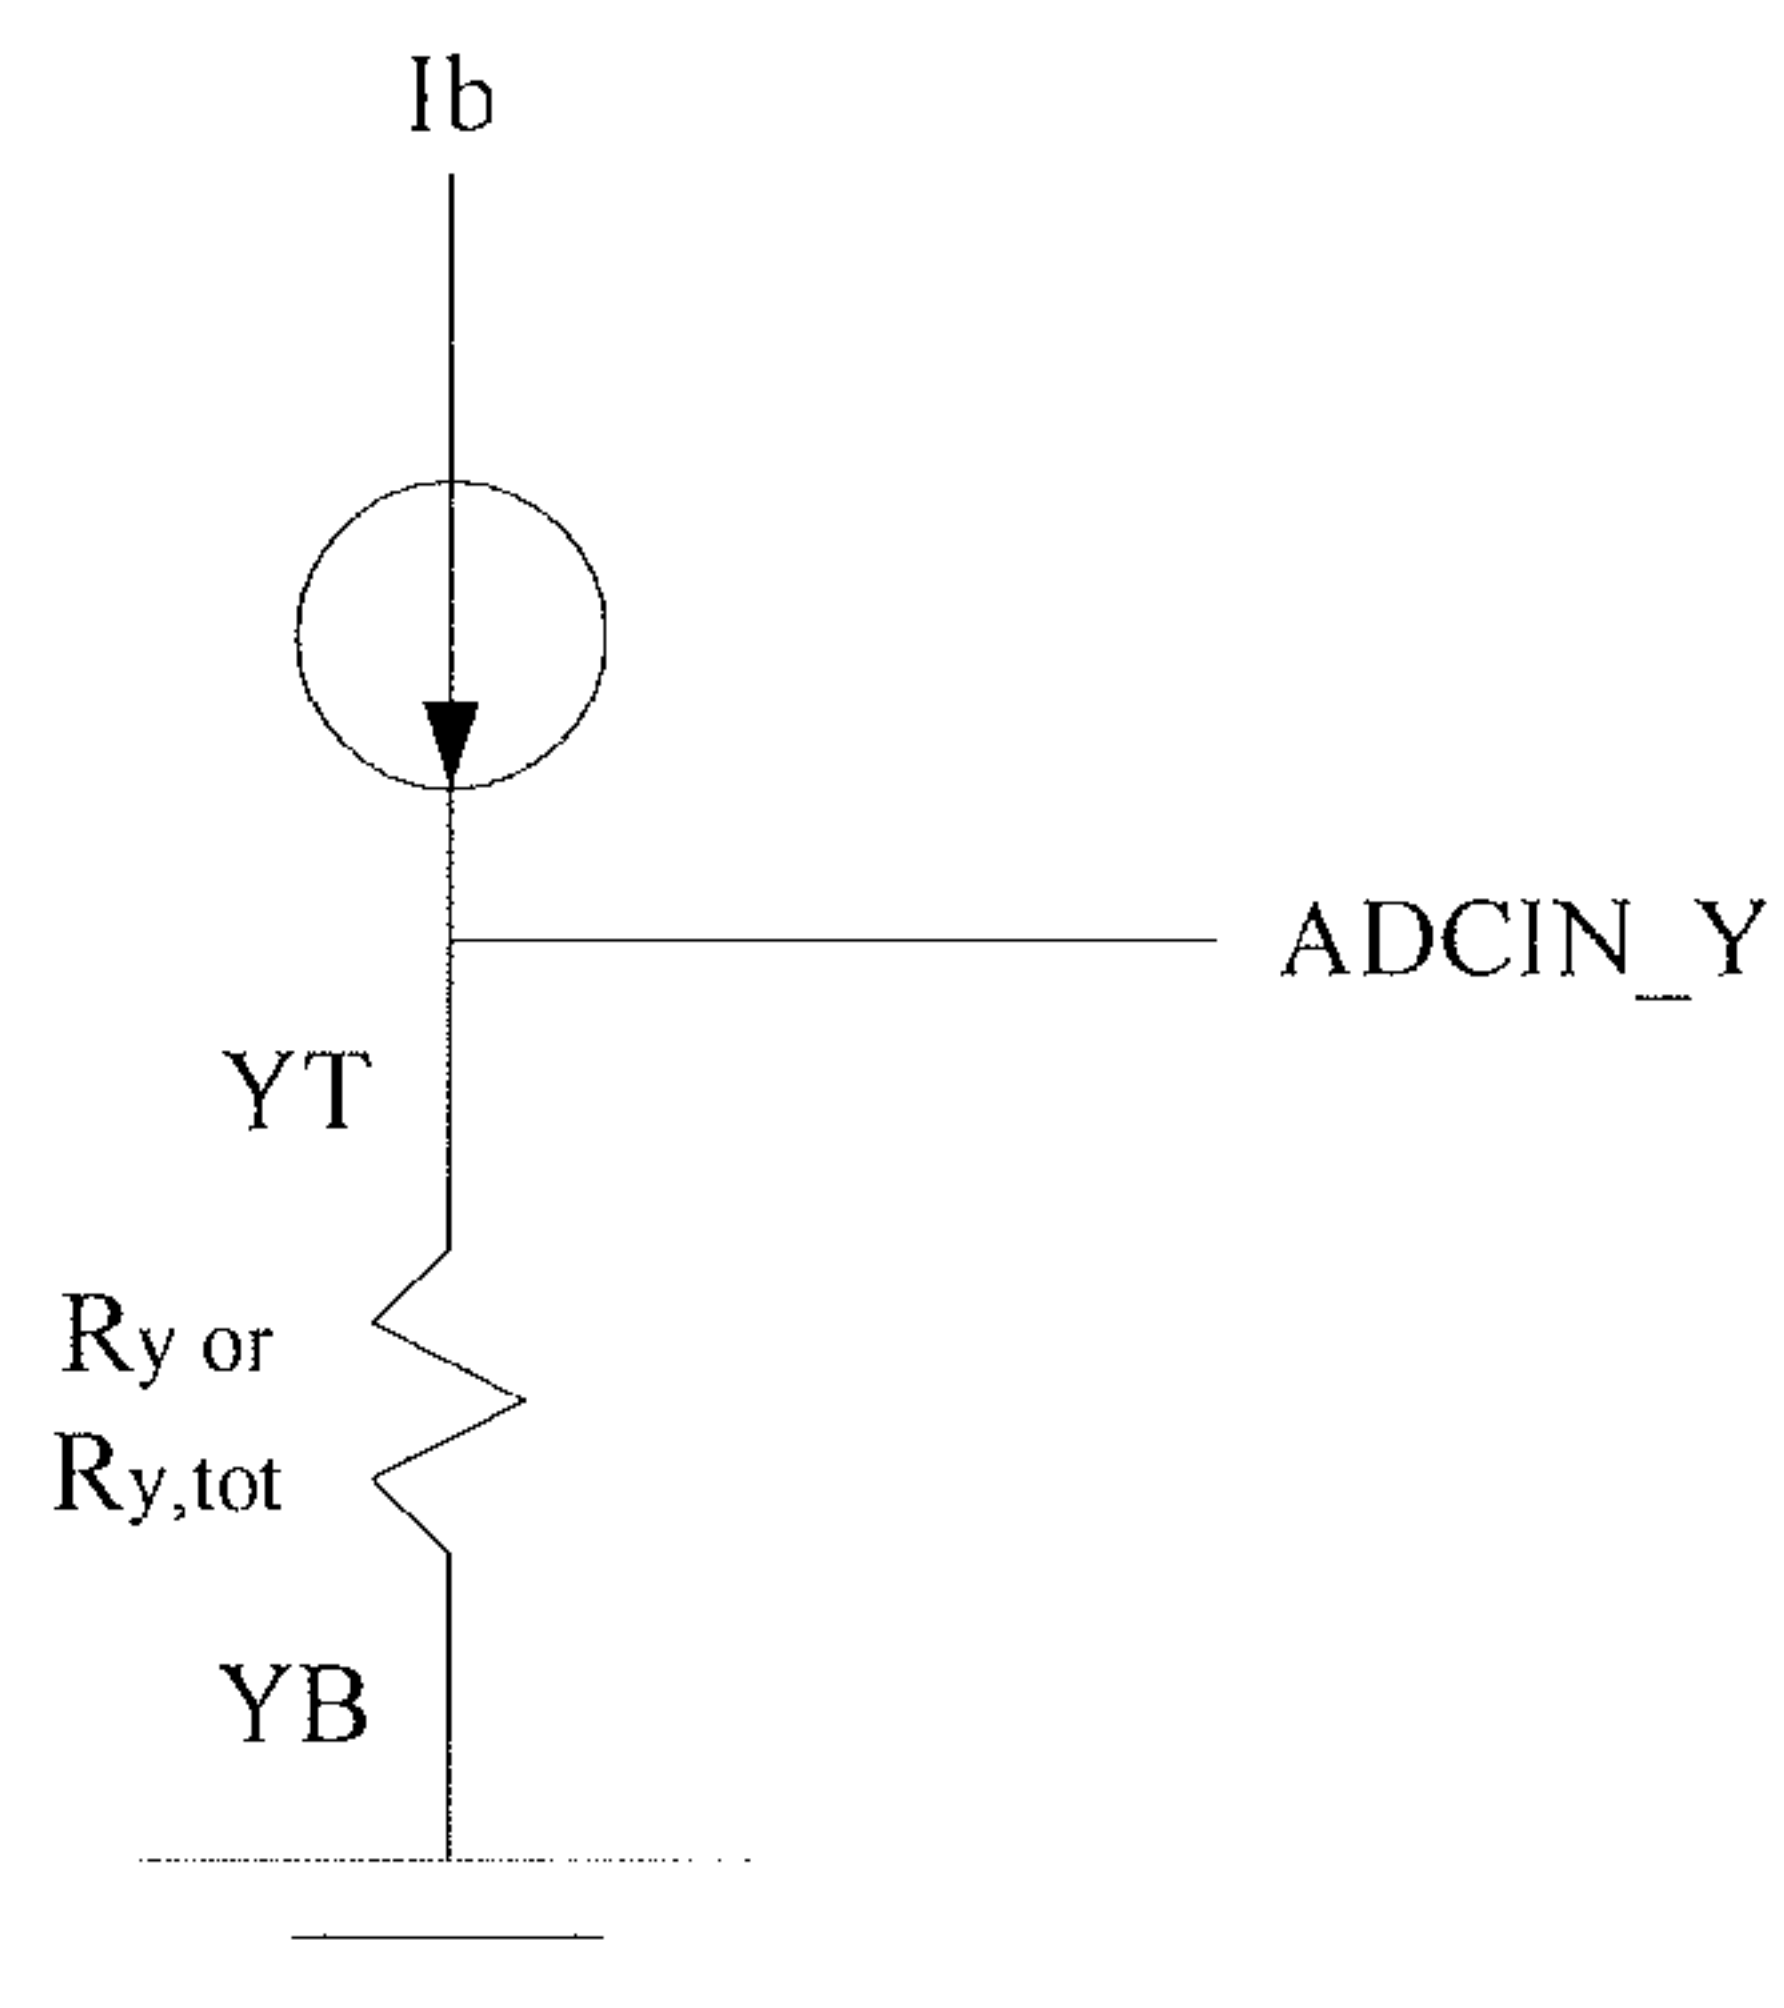 Ib
ADCIN_Y
YT
Ry or
Ry,tot
YB